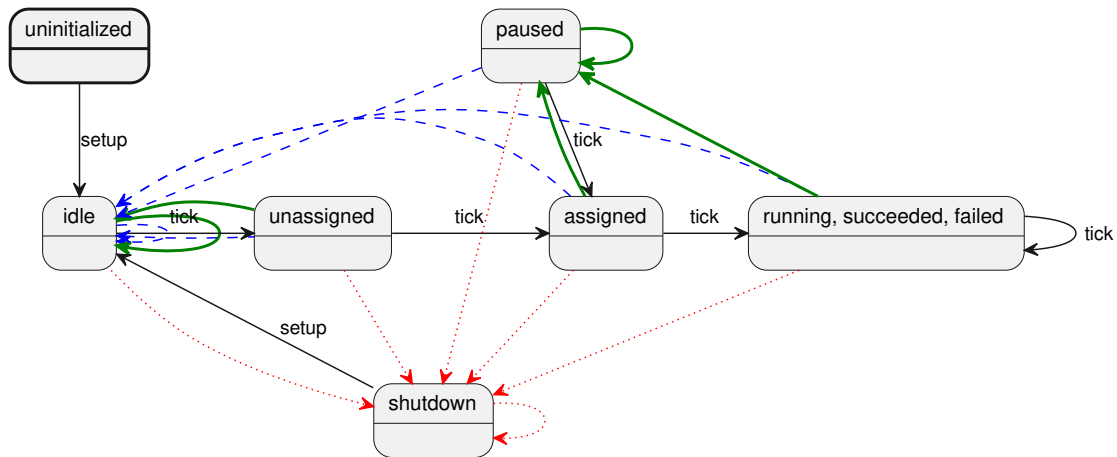 uninitialized
paused
setup
tick
idle
tick
unassigned
tick
assigned
tick
running, succeeded, failed
tick
setup
shutdown